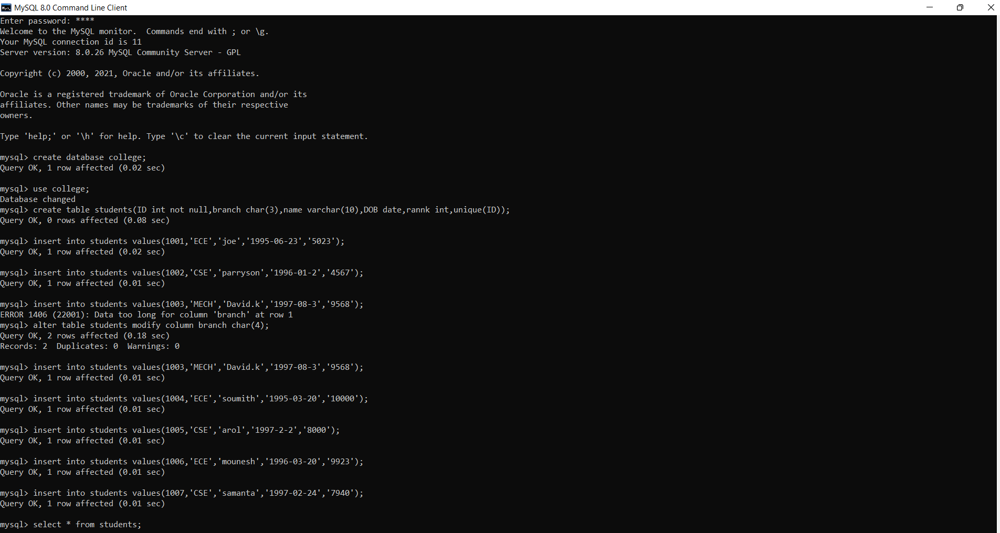 MySQL 8.0 Command Line Client
Enter password: ****
Welcome to the MySQL monitor.  Commands end with ; or \g.
Your MySQL connection id is 11
Server version: 8.0.26 MySQL Community Server - GPL
Copyright (c) 2000, 2021, Oracle and/or its affiliates.
Oracle is a registered trademark of Oracle Corporation and/or its
affiliates. Other names may be trademarks of their respective
owners.
Type 'help;' or '\h' for help. Type '\c' to clear the current input statement.
mysql> create database college;
Query OK, 1 row affected (0.02 sec)
mysql> use college;
Database changed
mysql> create table students(ID int not null,branch char(3),name varchar(10),DOB date,rannk int,unique(ID));
Query OK, 0 rows affected (0.08 sec)
mysql> insert into students values(1001,'ECE','joe','1995-06-23','5023');
Query OK, 1 row affected (0.02 sec)
mysql> insert into students values(1002,'CSE','parryson','1996-01-2','4567');
Query OK, 1 row affected (0.01 sec)
mysql> insert into students values(1003,'MECH','David.k','1997-08-3','9568');
ERROR 1406 (22001): Data too long for column 'branch' at row 1
mysql> alter table students modify column branch char(4);
Query OK, 2 rows affected (0.18 sec)
Records: 2  Duplicates: 0  Warnings: 0
mysql> insert into students values(1003,'MECH','David.k','1997-08-3','9568');
Query OK, 1 row affected (0.01 sec)
mysql> insert into students values(1004,'ECE','soumith','1995-03-20','10000');
Query OK, 1 row affected (0.01 sec)
mysql> insert into students values(1005,'CSE','arol','1997-2-2','8000');
Query OK, 1 row affected (0.01 sec)
mysql> insert into students values(1006,'ECE','mounesh','1996-03-20','9923');
Query OK, 1 row affected (0.01 sec)
mysql> insert into students values(1007,'CSE','samanta','1997-02-24','7940');
Query OK, 1 row affected (0.01 sec)
mysql> select * from students;